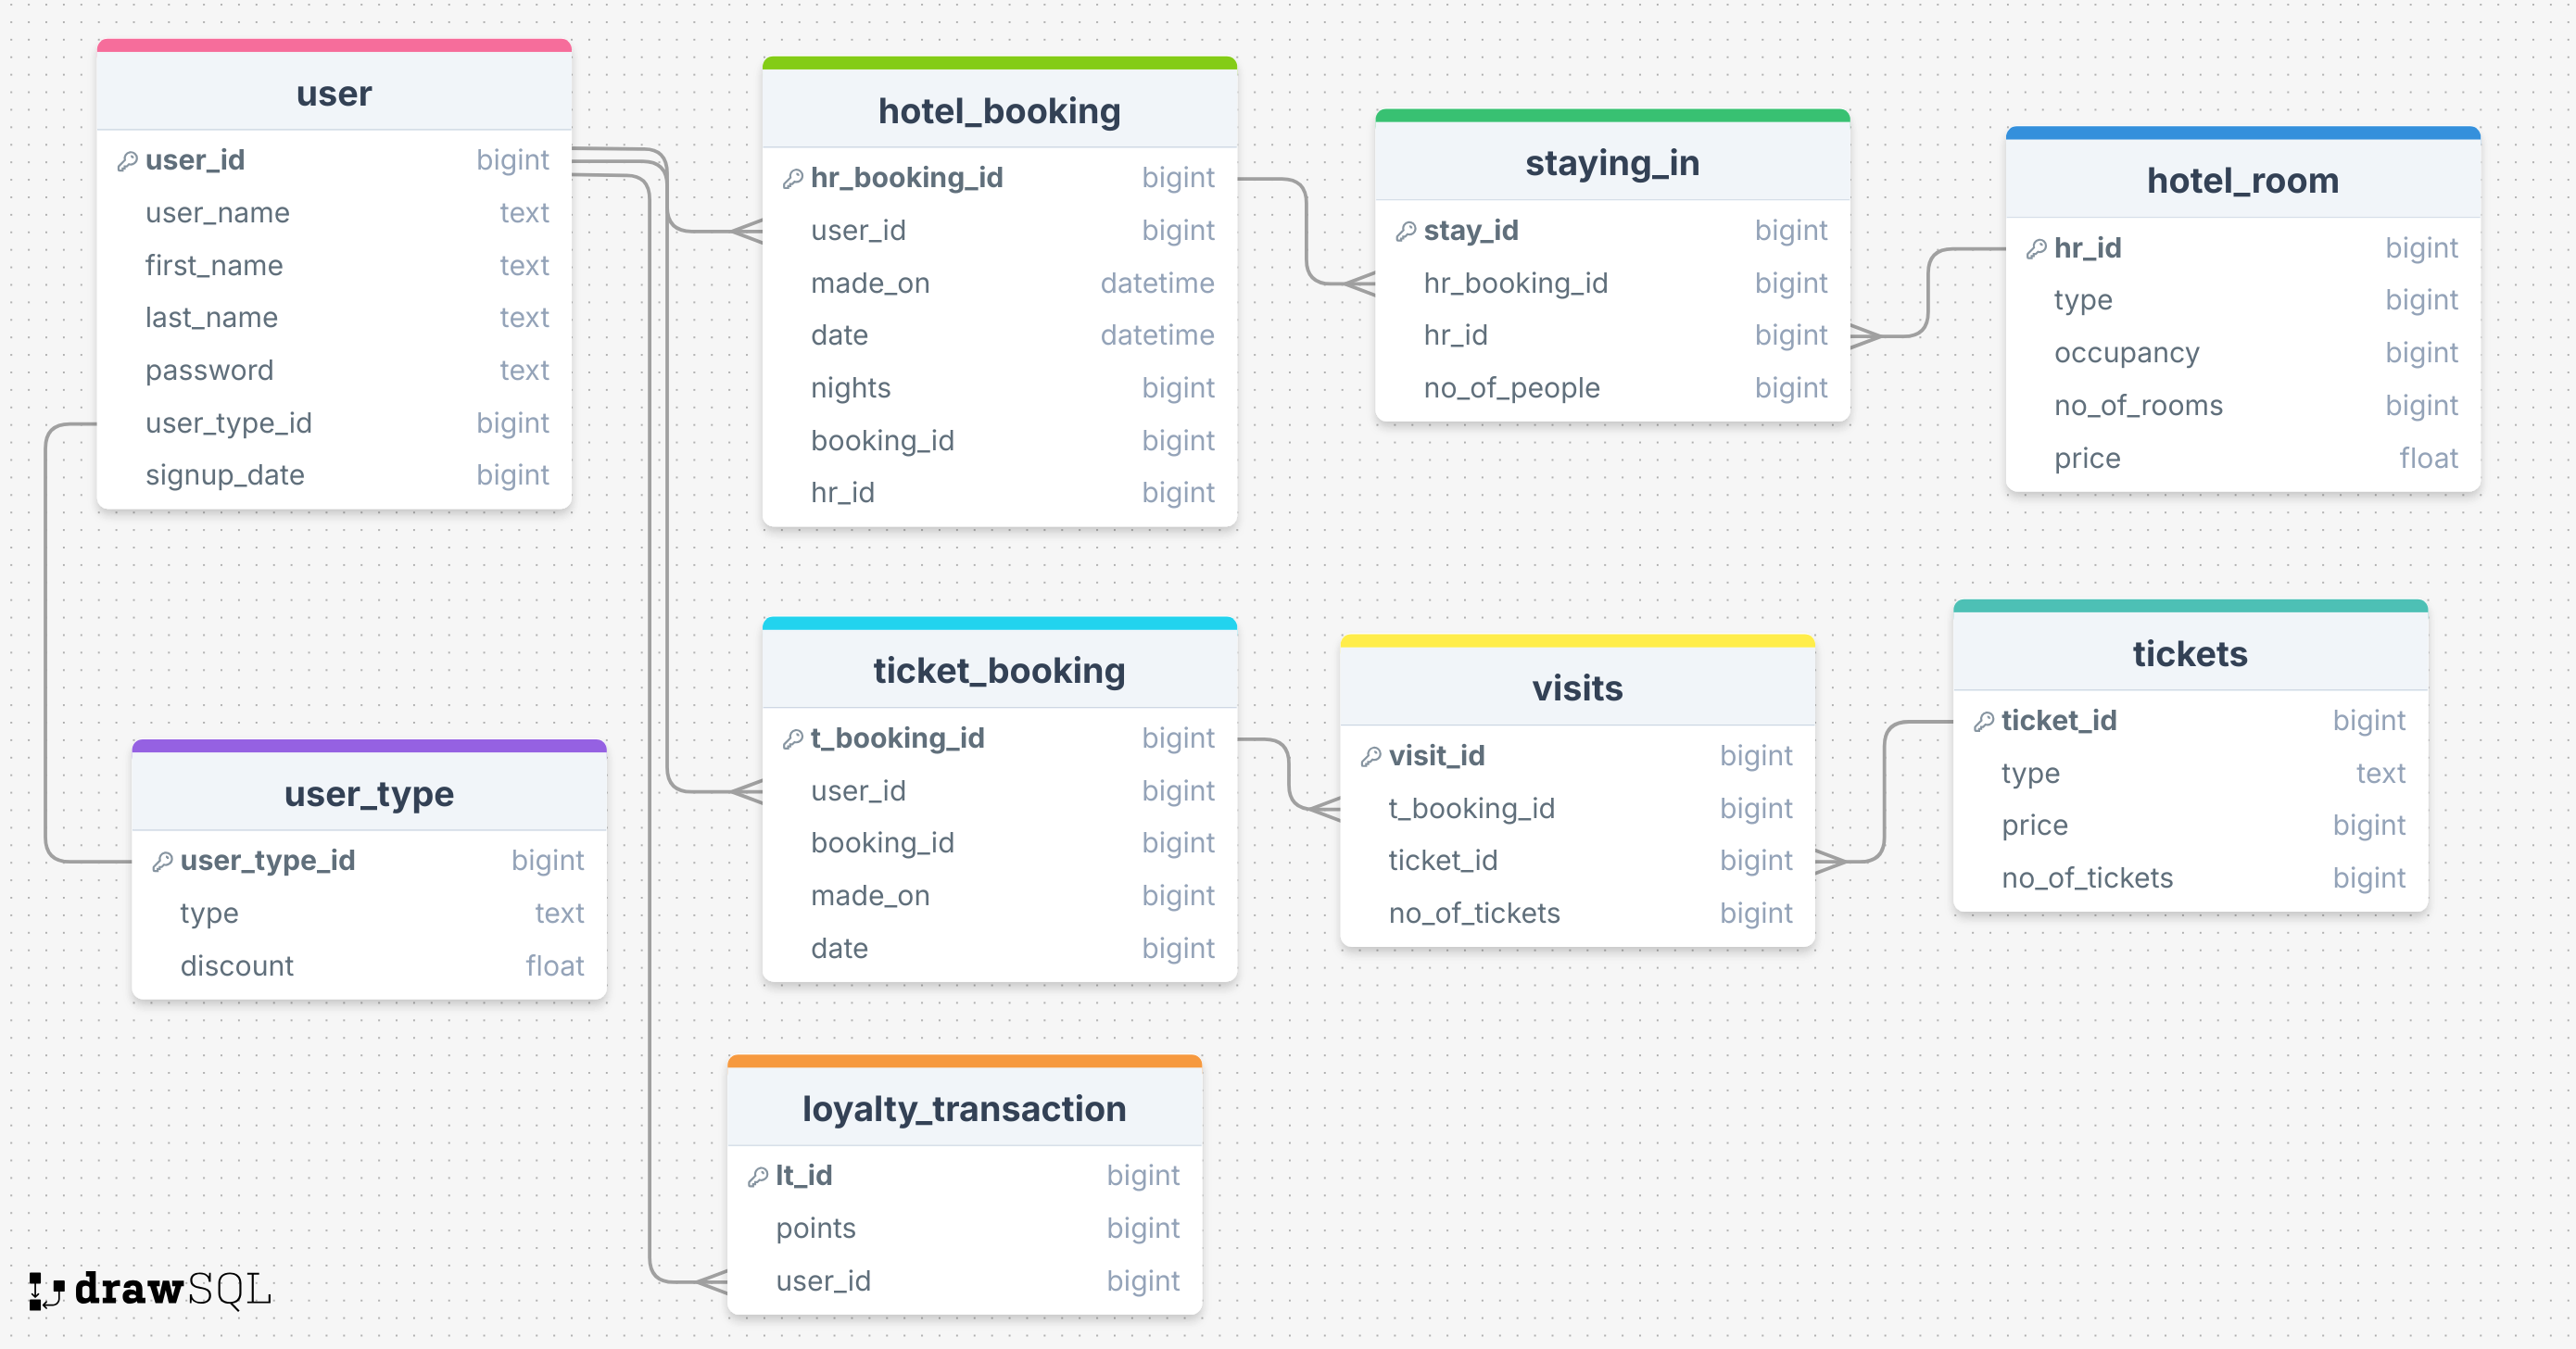 user
user_id bigint
user_name text
first_name text
last_name text
password text
user_type_id bigint
signup_date bigint
hotel_booking
hr_booking_id bigint
user_id bigint
made_on datetime
date datetime
nights bigint
booking_id bigint
hr_id bigint
staying_in
stay_id bigint
hr_booking_id bigint
hr_id bigint
no_of_people bigint
hotel_room
hr_id bigint
type bigint
occupancy bigint
no_of_rooms bigint
price float
user_type
user_type_id bigint
type text
discount float
ticket_booking
t_booking_id bigint
user_id bigint
booking_id bigint
made_on bigint
date bigint
visits
visit_id bigint
t_booking_id bigint
ticket_id bigint
no_of_tickets bigint
tickets
ticket_id bigint
type text
price bigint
no_of_tickets bigint
loyalty_transaction
lt_id bigint
points bigint
user_id bigint
drawSQL